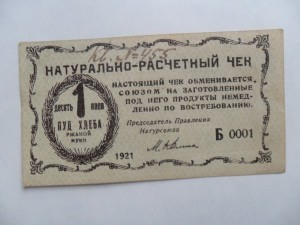 НАТУРАЛЬНО-РАСЧЕТНЫЙ ЧЕК
НАСТОЯЩИЙ ЧЕК ОБМЕНИВАЕТСЯ
СОЮЗОМ НА ЗАГОТОВЛЕННЫЕ
ПОД НЕГО ПРОДУКТЫ НЕМЕД-
ЛЕННО ПО ВОСТРЕБОВАНИЮ.
ДЕСЯТЬ
1
ПУД ХЛЕБА
РЖАНОЙ
МУКИ
Председатель Правления
Натурсоюза
Б 0001
1921